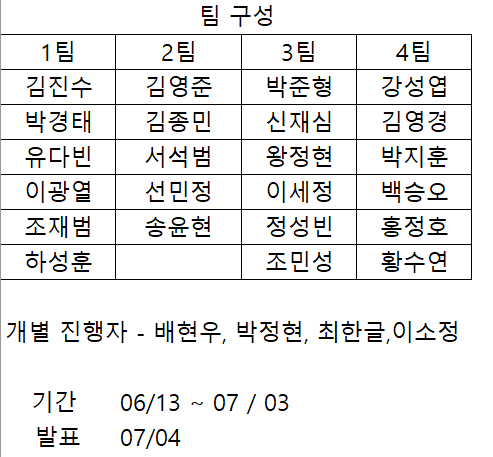 팀 구성
1팀 2팀 3팀 4팀
김진수 김영준 박준형 강성엽
박경태 김종민 신재심 김영경
유다빈 서석범 왕정현 박지훈
이광열 선민정 이세정 백승오
조재범 송윤현 정성빈 홍정호
하성훈 조민성 황수연
개별 진행자 - 배현우, 박정현, 최한글,이소정
기간 06/13 ~ 07 / 03
발표 07/04